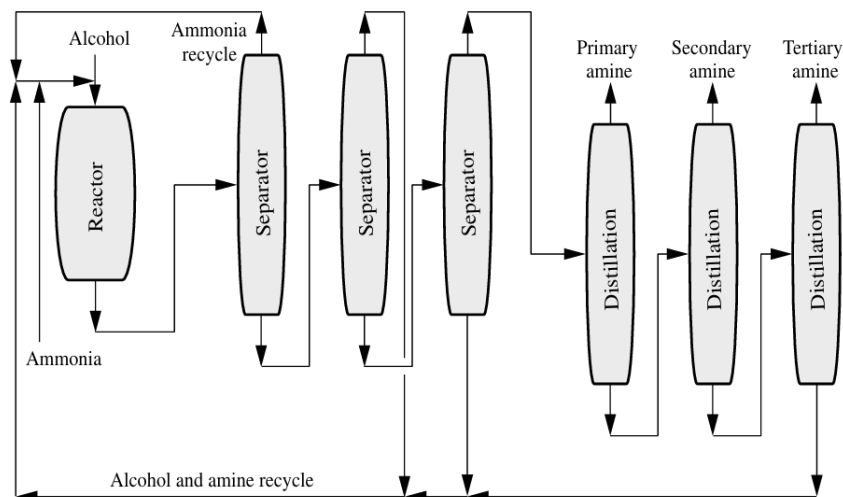 Alcohol
Ammonia
recycle
Primary
amine
Secondary
amine
Tertiary
amine
Reactor
Separator
Separator
Separator
Distillation
Distillation
Distillation
Ammonia
Alcohol and amine recycle